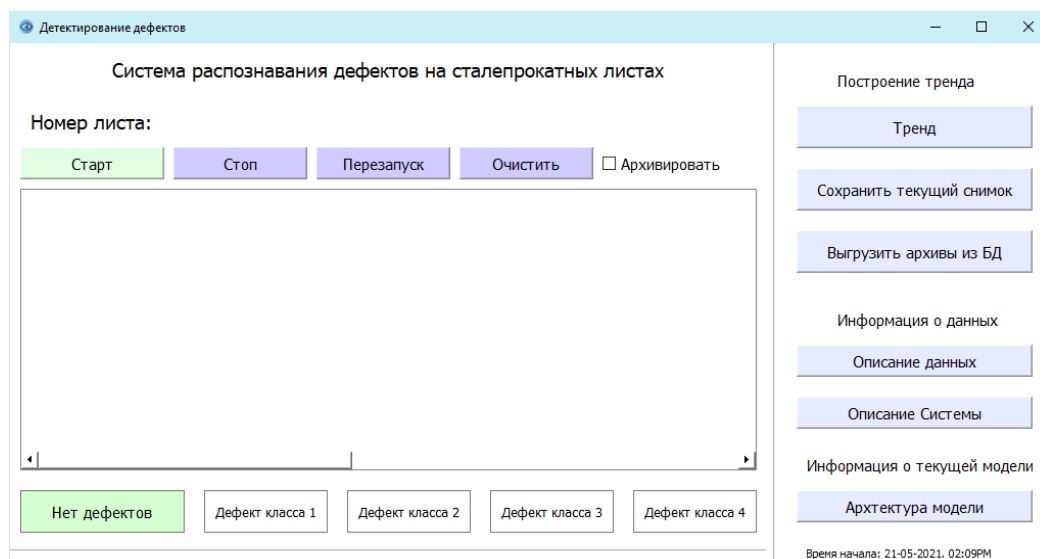 Детектирование дефектов
Система распознавания дефектов на сталепрокатных листах
Номер листа:
Старт Стоп Перезапуск Очистить Архивировать
Нет дефектов Дефект класса 1 Дефект класса 2 Дефект класса 3 Дефект класса 4
Построение тренда
Тренд
Сохранить текущий снимок
Выгрузить архивы из БД
Информация о данных
Описание данных
Описание Системы
Информация о текущей модели
Архтектура модели
Время начала: 21-05-2021. 02:09PM